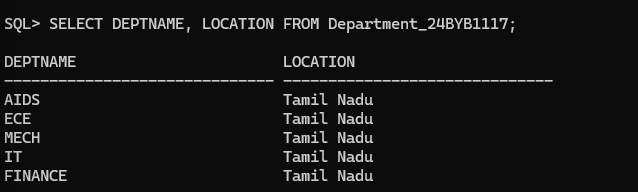 SQL> SELECT DEPTNAME, LOCATION FROM Department_24BYB1117;
DEPTNAME                       LOCATION
------------------------------ ------------------------------
AIDS                           Tamil Nadu
ECE                            Tamil Nadu
MECH                           Tamil Nadu
IT                             Tamil Nadu
FINANCE                        Tamil Nadu